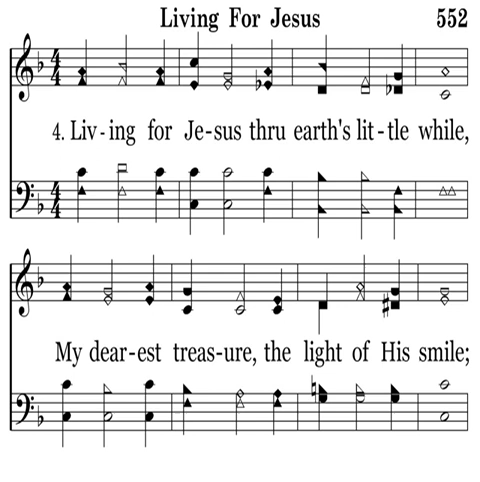 Living For Jesus 552
4. Liv - ing for Je - sus thru earth's lit - tle while,
My dear - est treas - ure, the light of His smile;